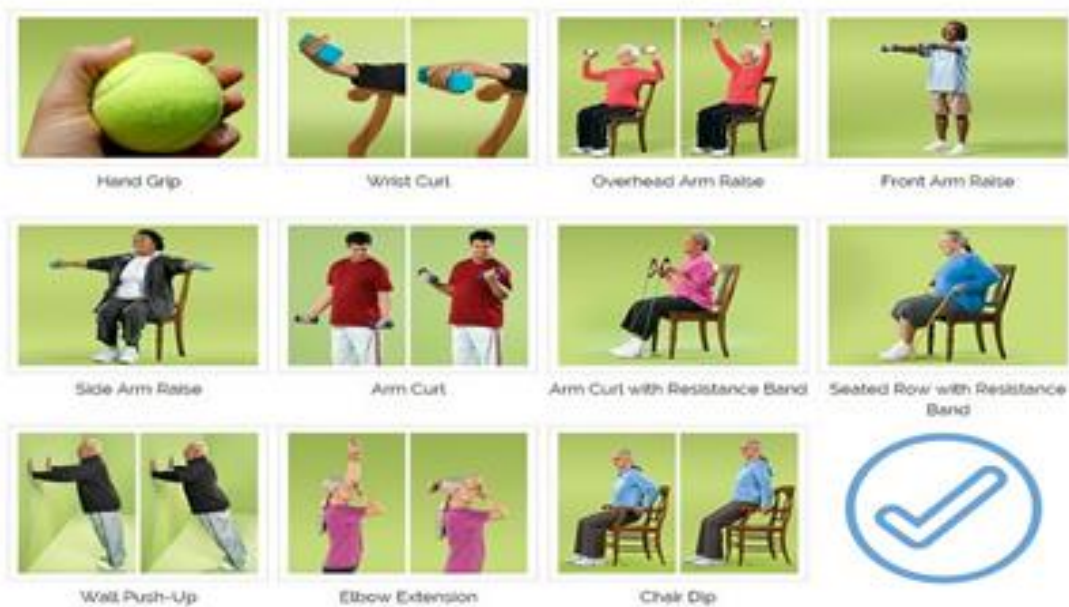 Hand Grip
Wrist Curl
Overhead Arm Raise
Front Arm Raise
Side Arm Raise
Arm Curl
Arm Curl with Resistance Band
Seated Row with Resistance
Band
Wall Push-Up
Elbow Extension
Chair Dip